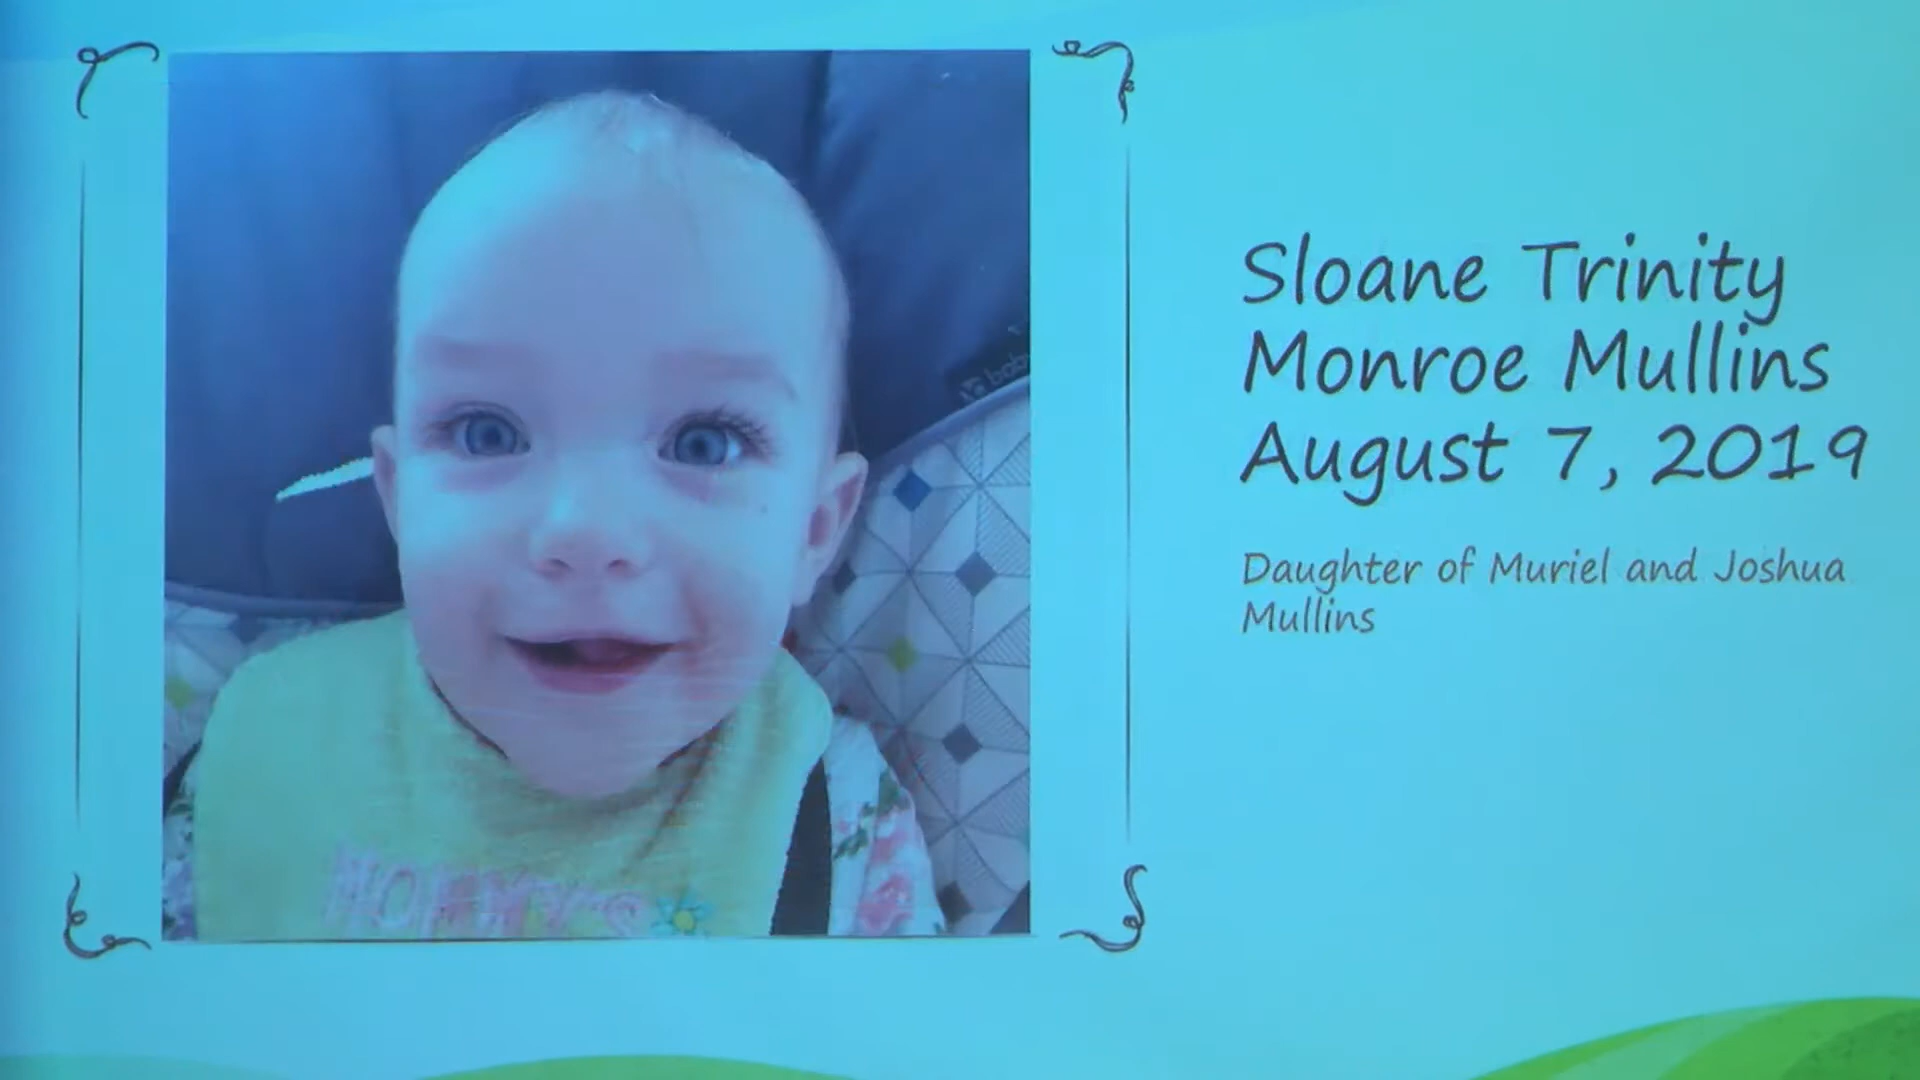 Sloane Trinity
Monroe Mullins
August 7, 2019
Daughter of Muriel and Joshua
Mullins